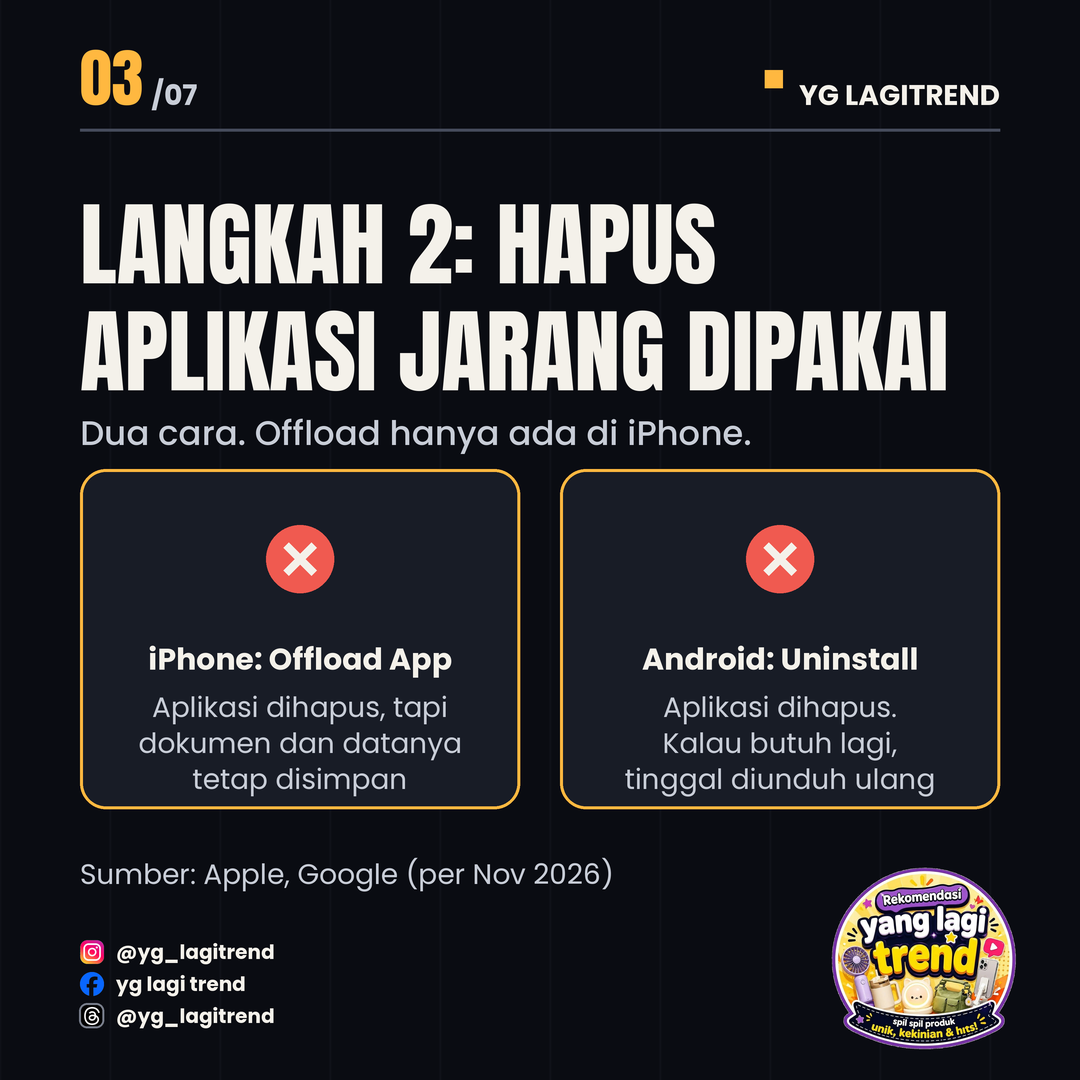 03 /07
YG LAGITREND
LANGKAH 2: HAPUS
APLIKASI JARANG DIPAKAI
Dua cara. Offload hanya ada di iPhone.
iPhone: Offload App
Aplikasi dihapus, tapi
dokumen dan datanya
tetap disimpan
Android: Uninstall
Aplikasi dihapus.
Kalau butuh lagi,
tinggal diunduh ulang
Sumber: Apple, Google (per Nov 2026)
@yg_lagitrend
yg lagi trend
@yg_lagitrend
Rekomendasi
yang lagi
trend
spil spil produk
unik, kekinian & hits!